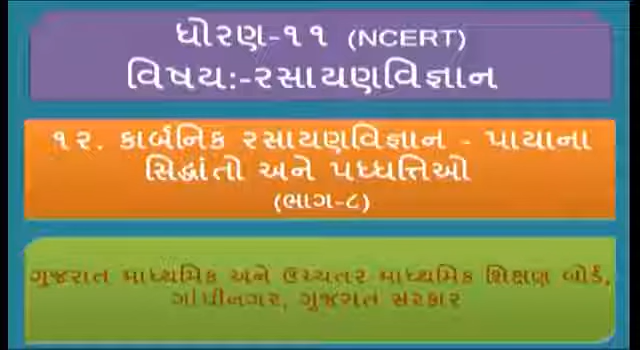 ધોરણ-૧૧ (NCERT)
વિષય:-રસાયણવિજ્ઞાન
૧૨. કાર્બનિક રસાયણવિજ્ઞાન - પાયાના
સિદ્ધાંતો અને પધ્ધત્તિઓ
(ભાગ-૮)
ગુજરાત માધ્યમિક અને ઉચ્ચતર માધ્યમિક શિક્ષણ બોર્ડ,
ગાંધીનગર, ગુજરાત સરકાર